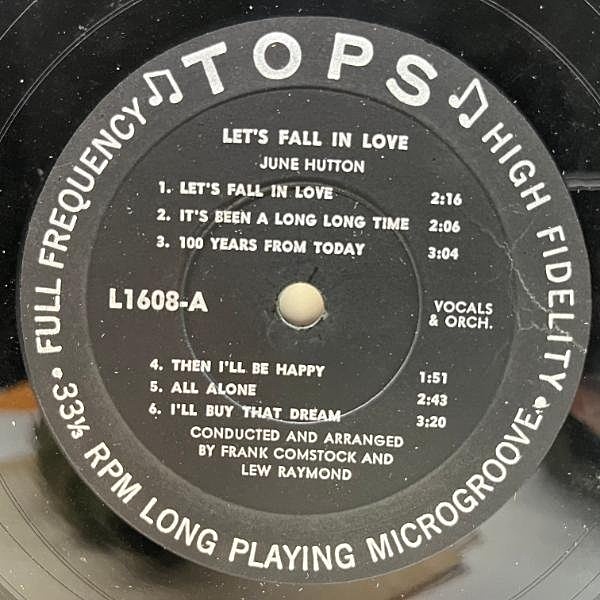 TOPS
FULL FREQUENCY
HIGH FIDELITY
LET'S FALL IN LOVE
JUNE HUTTON
1. LET'S FALL IN LOVE 2:16
2. IT'S BEEN A LONG LONG TIME 2:06
3. 100 YEARS FROM TODAY 3:04
L1608-A
VOCALS
& ORCH.
4. THEN I'LL BE HAPPY 1:51
5. ALL ALONE 2:43
6. I'LL BUY THAT DREAM 3:20
CONDUCTED AND ARRANGED
BY FRANK COMSTOCK AND
LEW RAYMOND
33⅓ RPM LONG PLAYING MICROGROOVE